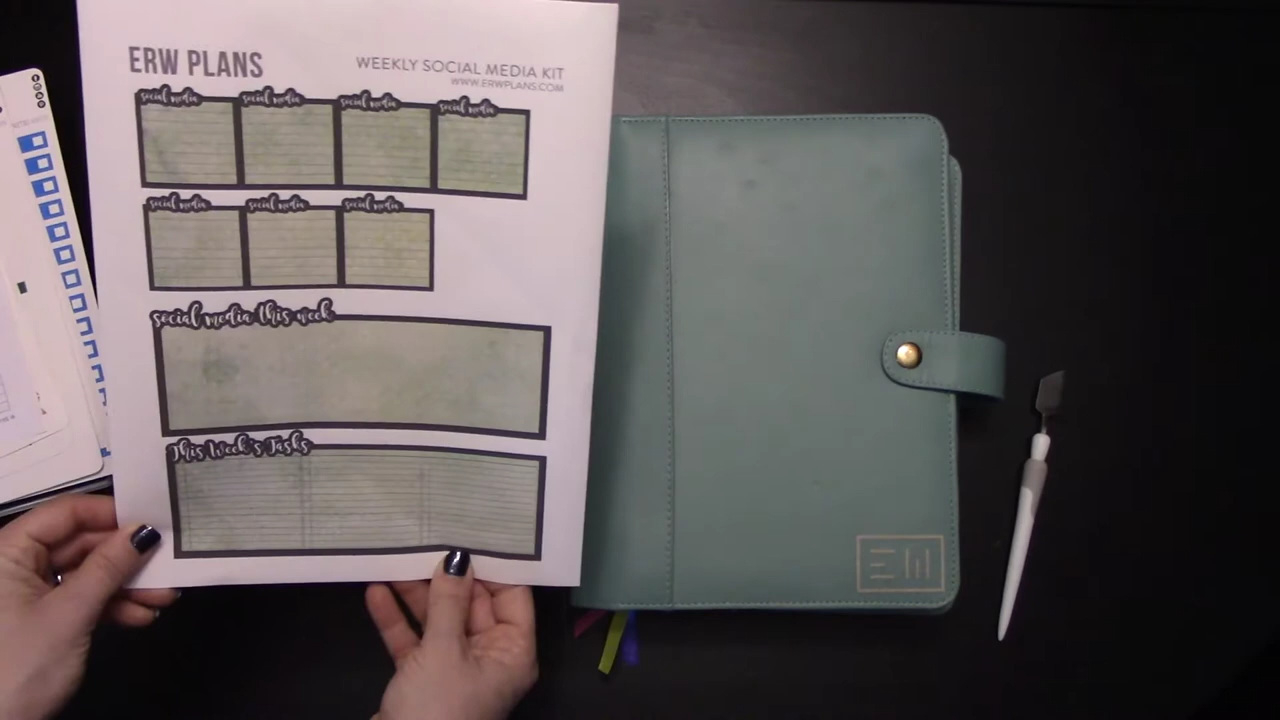 ERW PLANS
WEEKLY SOCIAL MEDIA KIT
WWW.ERWPLANS.COM
social media social media social media social media
social media social media social media
social media this week
This Week's Tasks
EW